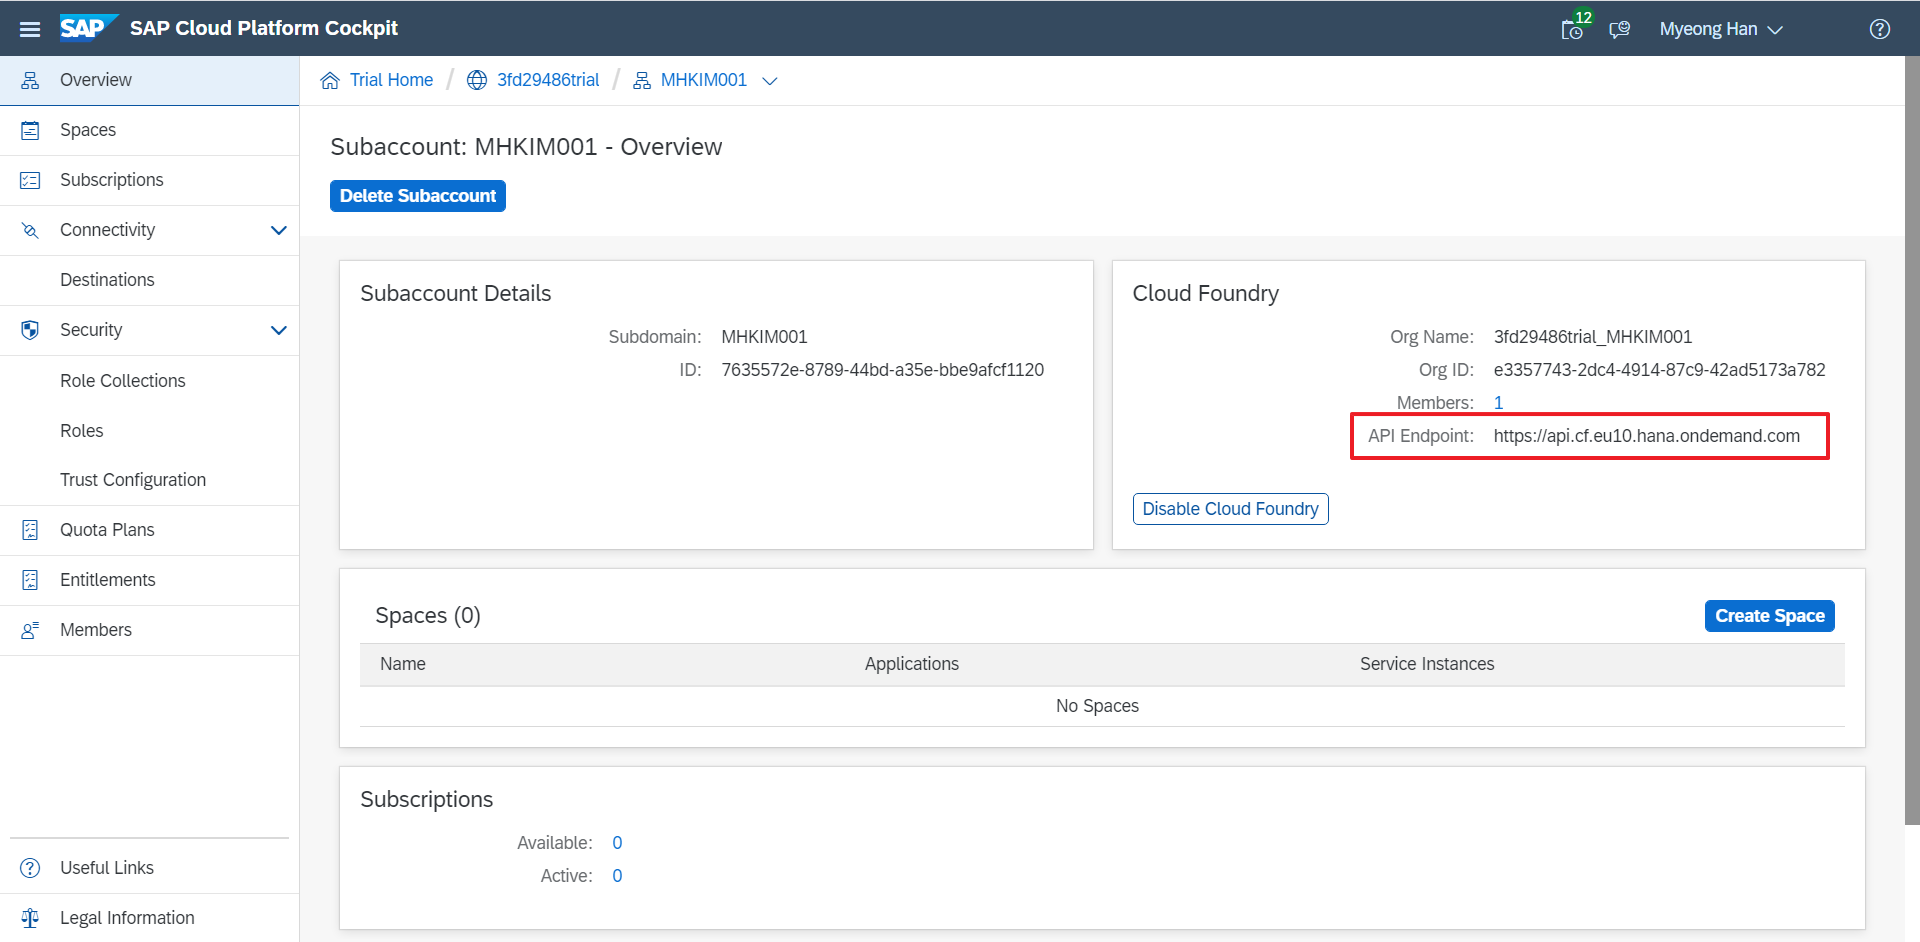 SAP SAP Cloud Platform Cockpit
12
Myeong Han
Overview
Spaces
Subscriptions
Connectivity
Destinations
Security
Role Collections
Roles
Trust Configuration
Quota Plans
Entitlements
Members
Useful Links
Legal Information
Trial Home / 3fd29486trial / MHKIM001
Subaccount: MHKIM001 - Overview
Delete Subaccount
Subaccount Details
Subdomain: MHKIM001
ID: 7635572e-8789-44bd-a35e-bbe9afcf1120
Cloud Foundry
Org Name: 3fd29486trial_MHKIM001
Org ID: e3357743-2dc4-4914-87c9-42ad5173a782
Members: 1
API Endpoint: https://api.cf.eu10.hana.ondemand.com
Disable Cloud Foundry
Spaces (0)
Create Space
Name Applications Service Instances
No Spaces
Subscriptions
Available: 0
Active: 0